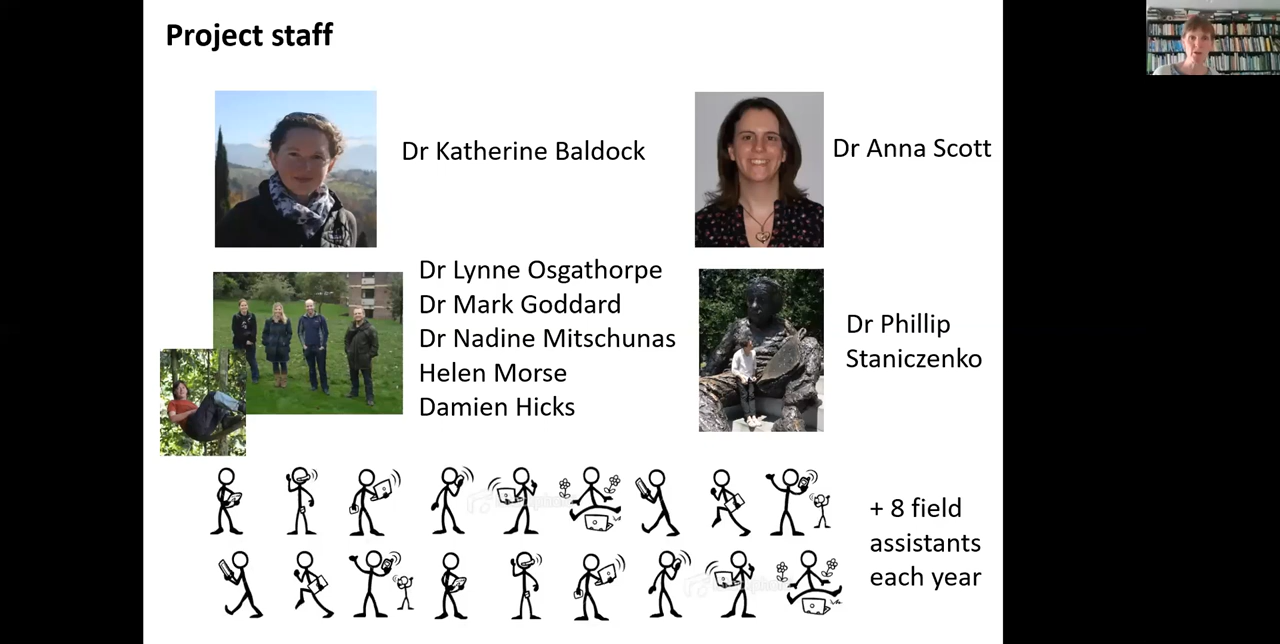 Project staff
Dr Katherine Baldock
Dr Anna Scott
Dr Lynne Osgathorpe
Dr Mark Goddard
Dr Nadine Mitschunas
Helen Morse
Damien Hicks
Dr Phillip
Staniczenko
+ 8 field
assistants
each year